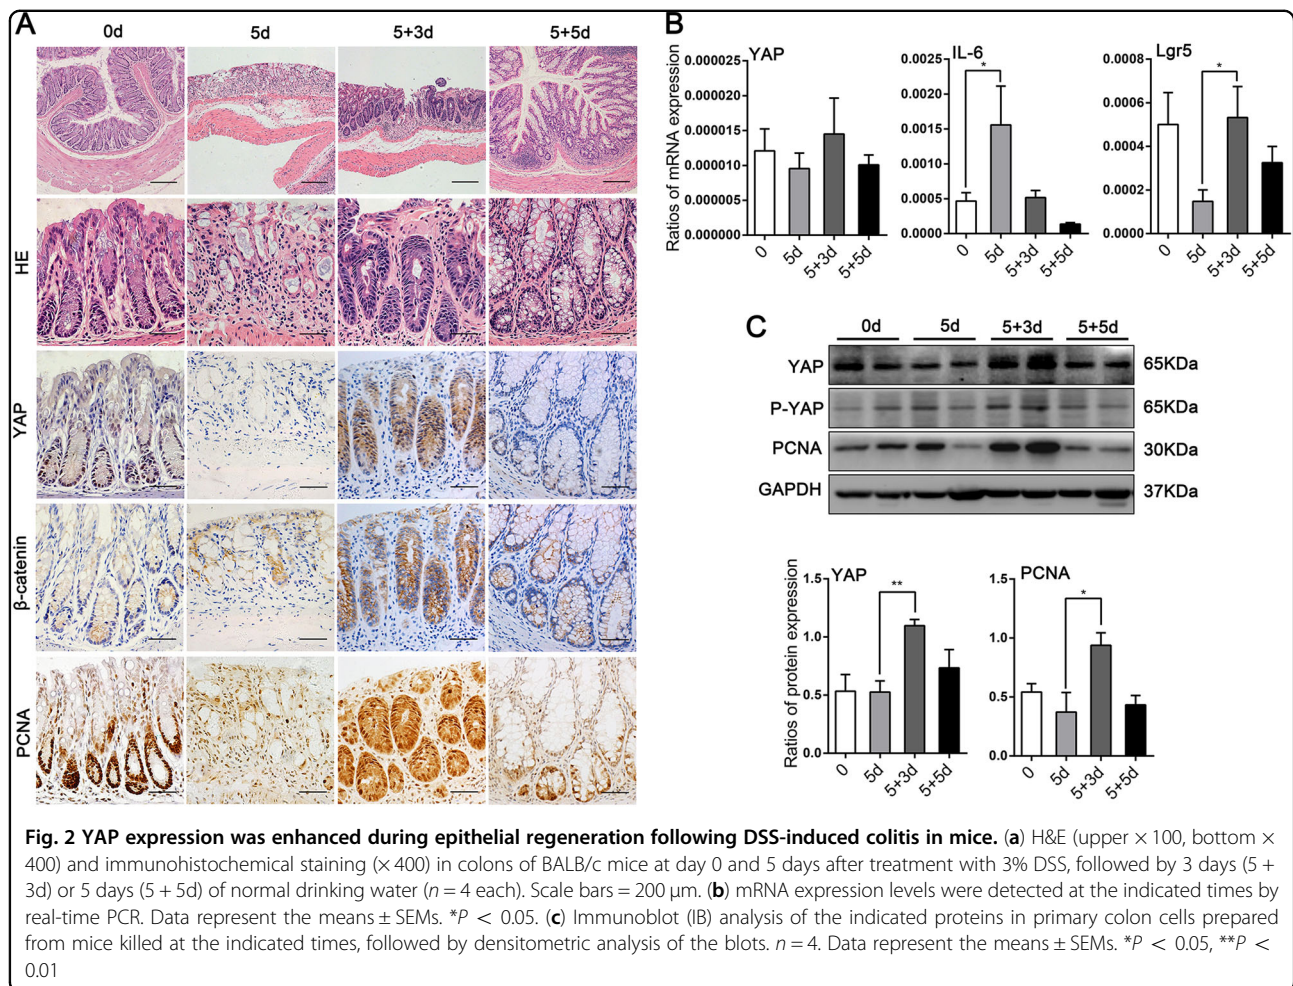 A
0d 5d 5+3d 5+5d
HE
YAP
β-catenin
PCNA
B
Ratios of mRNA expression
YAP
0.000025
0.000020
0.000015
0.000010
0.000005
0.000000
0 5d 5+3d 5+5d
IL-6
*
0.0025
0.0020
0.0015
0.0010
0.0005
0.0000
0 5d 5+3d 5+5d
Lgr5
*
0.0008
0.0006
0.0004
0.0002
0.0000
0 5d 5+3d 5+5d
C
0d 5d 5+3d 5+5d
YAP 65KDa
P-YAP 65KDa
PCNA 30KDa
GAPDH 37KDa
Ratios of protein expression
YAP
**
1.5
1.0
0.5
0.0
0 5d 5+3d 5+5d
PCNA
*
1.5
1.0
0.5
0.0
0 5d 5+3d 5+5d
Fig. 2 YAP expression was enhanced during epithelial regeneration following DSS-induced colitis in mice. (a) H&E (upper × 100, bottom ×
400) and immunohistochemical staining (× 400) in colons of BALB/c mice at day 0 and 5 days after treatment with 3% DSS, followed by 3 days (5 +
3d) or 5 days (5 + 5d) of normal drinking water (n = 4 each). Scale bars = 200 μm. (b) mRNA expression levels were detected at the indicated times by
real-time PCR. Data represent the means ± SEMs. *P < 0.05. (c) Immunoblot (IB) analysis of the indicated proteins in primary colon cells prepared
from mice killed at the indicated times, followed by densitometric analysis of the blots. n = 4. Data represent the means ± SEMs. *P < 0.05, **P <
0.01